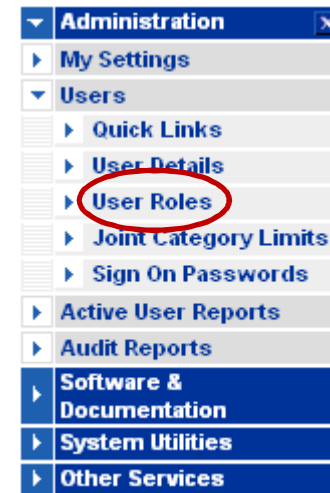 Administration
My Settings
Users
Quick Links
User Details
User Roles
Joint Category Limits
Sign On Passwords
Active User Reports
Audit Reports
Software &
Documentation
System Utilities
Other Services